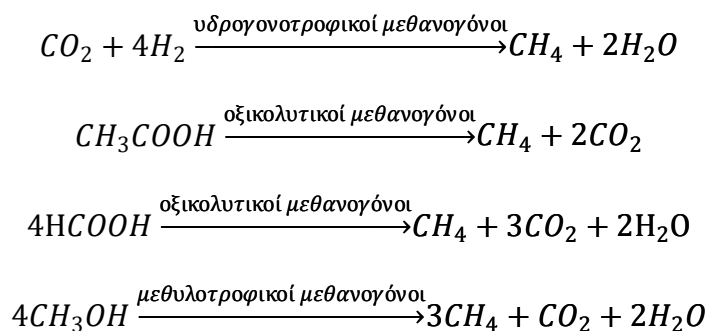 υδρογονοτροφικοί μεθανογόνοι
CO₂ + 4H₂ ⟶ CH₄ + 2H₂O
οξικολυτικοί μεθανογόνοι
CH₃COOH ⟶ CH₄ + 2CO₂
οξικολυτικοί μεθανογόνοι
4HCOOH ⟶ CH₄ + 3CO₂ + 2H₂O
μεθυλοτροφικοί μεθανογόνοι
4CH₃OH ⟶ 3CH₄ + CO₂ + 2H₂O